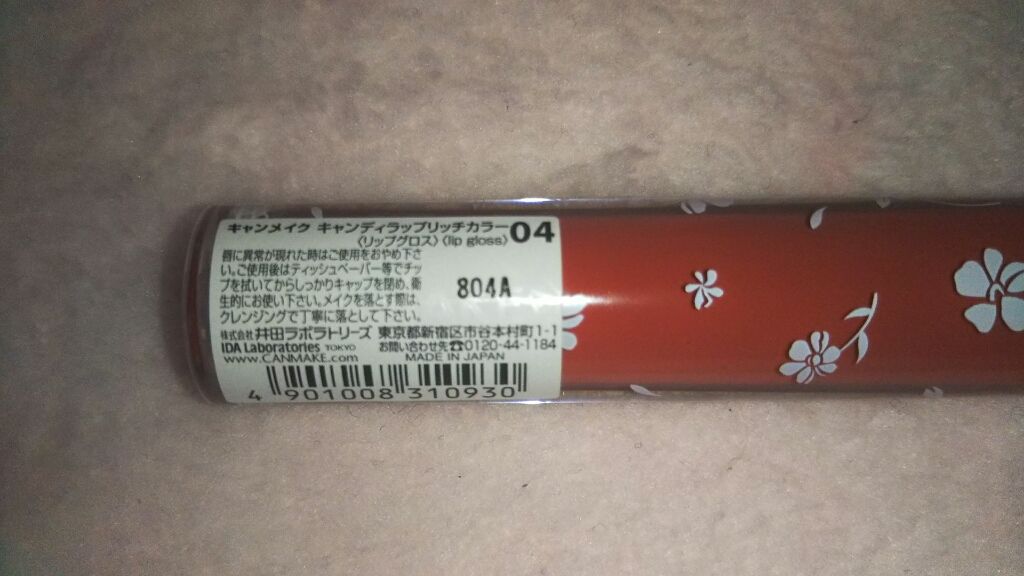 キャンメイク キャンディラップリッチカラー 04
〈リップグロス〉〈lip gloss〉
唇に異常が現れた時はご使用をおやめ下さ
い。ご使用後はティッシュペーパー等でチッ
プを拭いてからしっかりキャップを閉め、衛
生的にお使い下さい。メイクを落とす際は、
クレンジングで丁寧に落として下さい。
804A
株式会社 井田ラボラトリーズ 東京都新宿区市谷本村町1-1
IDA Laboratories TOKYO お問い合わせ先☎0120-44-1184
WWW.CANMAKE.com MADE IN JAPAN
4 901008 310930